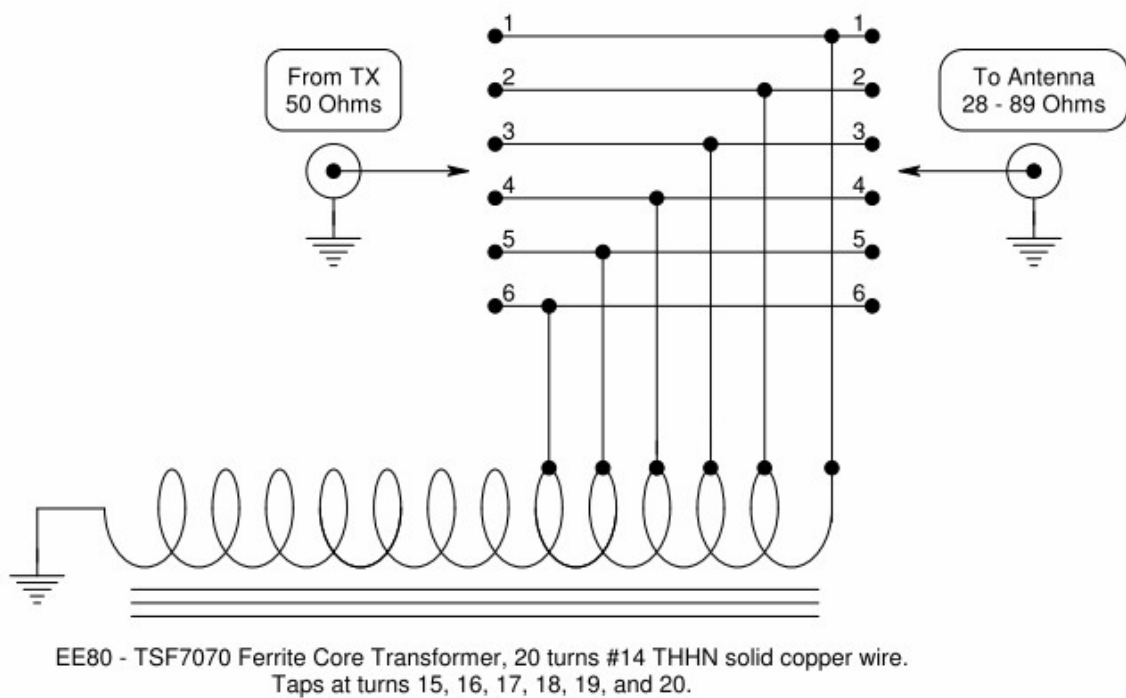 1 1
From TX
50 Ohms
To Antenna
28 - 89 Ohms
2 2
3 3
4 4
5 5
6 6
EE80 - TSF7070 Ferrite Core Transformer, 20 turns #14 THHN solid copper wire.
Taps at turns 15, 16, 17, 18, 19, and 20.